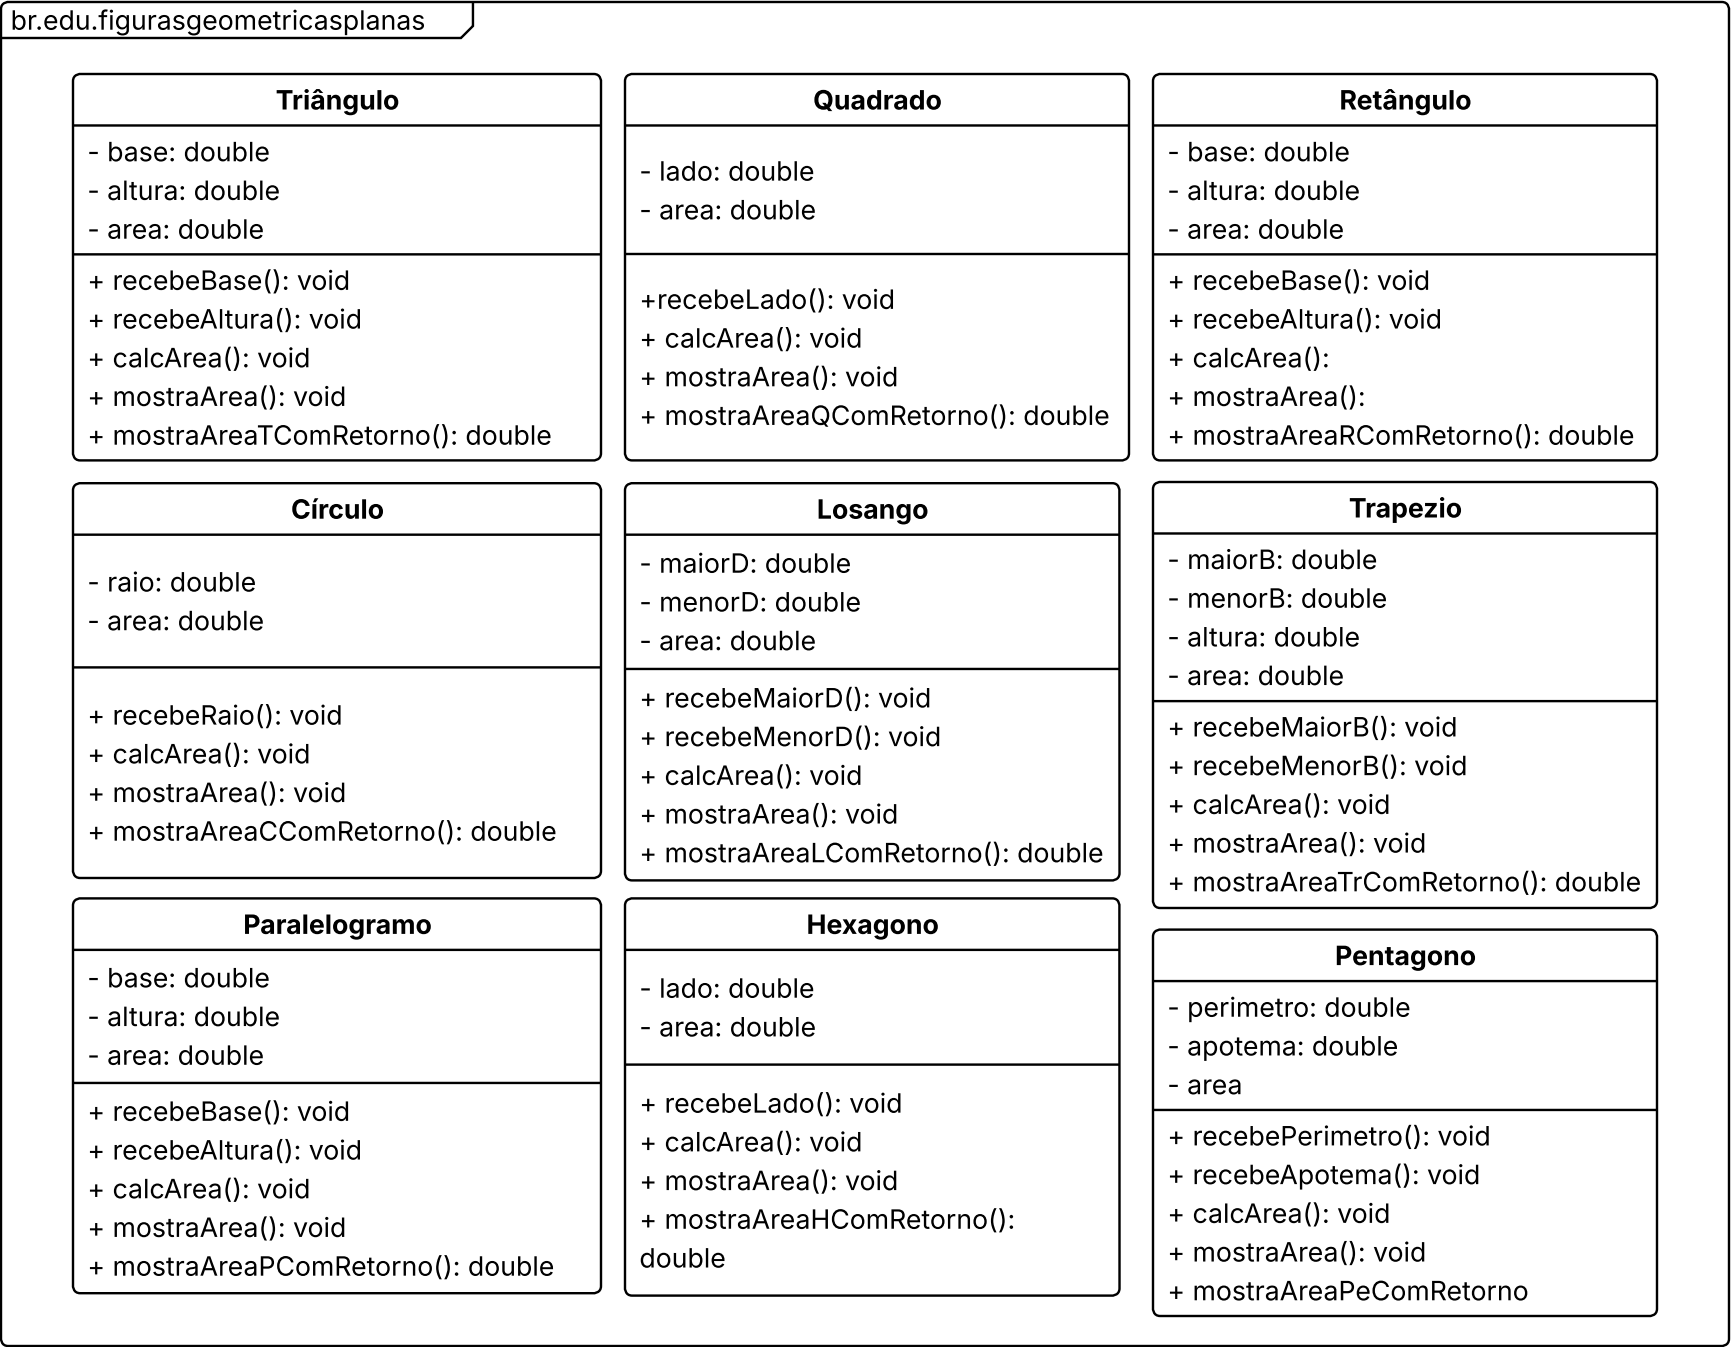 br.edu.figurasgeometricasplanas
Triângulo
- base: double
- altura: double
- area: double
+ recebeBase(): void
+ recebeAltura(): void
+ calcArea(): void
+ mostraArea(): void
+ mostraAreaTComRetorno(): double
Quadrado
- lado: double
- area: double
+recebeLado(): void
+ calcArea(): void
+ mostraArea(): void
+ mostraAreaQComRetorno(): double
Retângulo
- base: double
- altura: double
- area: double
+ recebeBase(): void
+ recebeAltura(): void
+ calcArea():
+ mostraArea():
+ mostraAreaRComRetorno(): double
Círculo
- raio: double
- area: double
+ recebeRaio(): void
+ calcArea(): void
+ mostraArea(): void
+ mostraAreaCComRetorno(): double
Losango
- maiorD: double
- menorD: double
- area: double
+ recebeMaiorD(): void
+ recebeMenorD(): void
+ calcArea(): void
+ mostraArea(): void
+ mostraAreaLComRetorno(): double
Trapezio
- maiorB: double
- menorB: double
- altura: double
- area: double
+ recebeMaiorB(): void
+ recebeMenorB(): void
+ calcArea(): void
+ mostraArea(): void
+ mostraAreaTrComRetorno(): double
Paralelogramo
- base: double
- altura: double
- area: double
+ recebeBase(): void
+ recebeAltura(): void
+ calcArea(): void
+ mostraArea(): void
+ mostraAreaPComRetorno(): double
Hexagono
- lado: double
- area: double
+ recebeLado(): void
+ calcArea(): void
+ mostraArea(): void
+ mostraAreaHComRetorno():
double
Pentagono
- perimetro: double
- apotema: double
- area
+ recebePerimetro(): void
+ recebeApotema(): void
+ calcArea(): void
+ mostraArea(): void
+ mostraAreaPeComRetorno